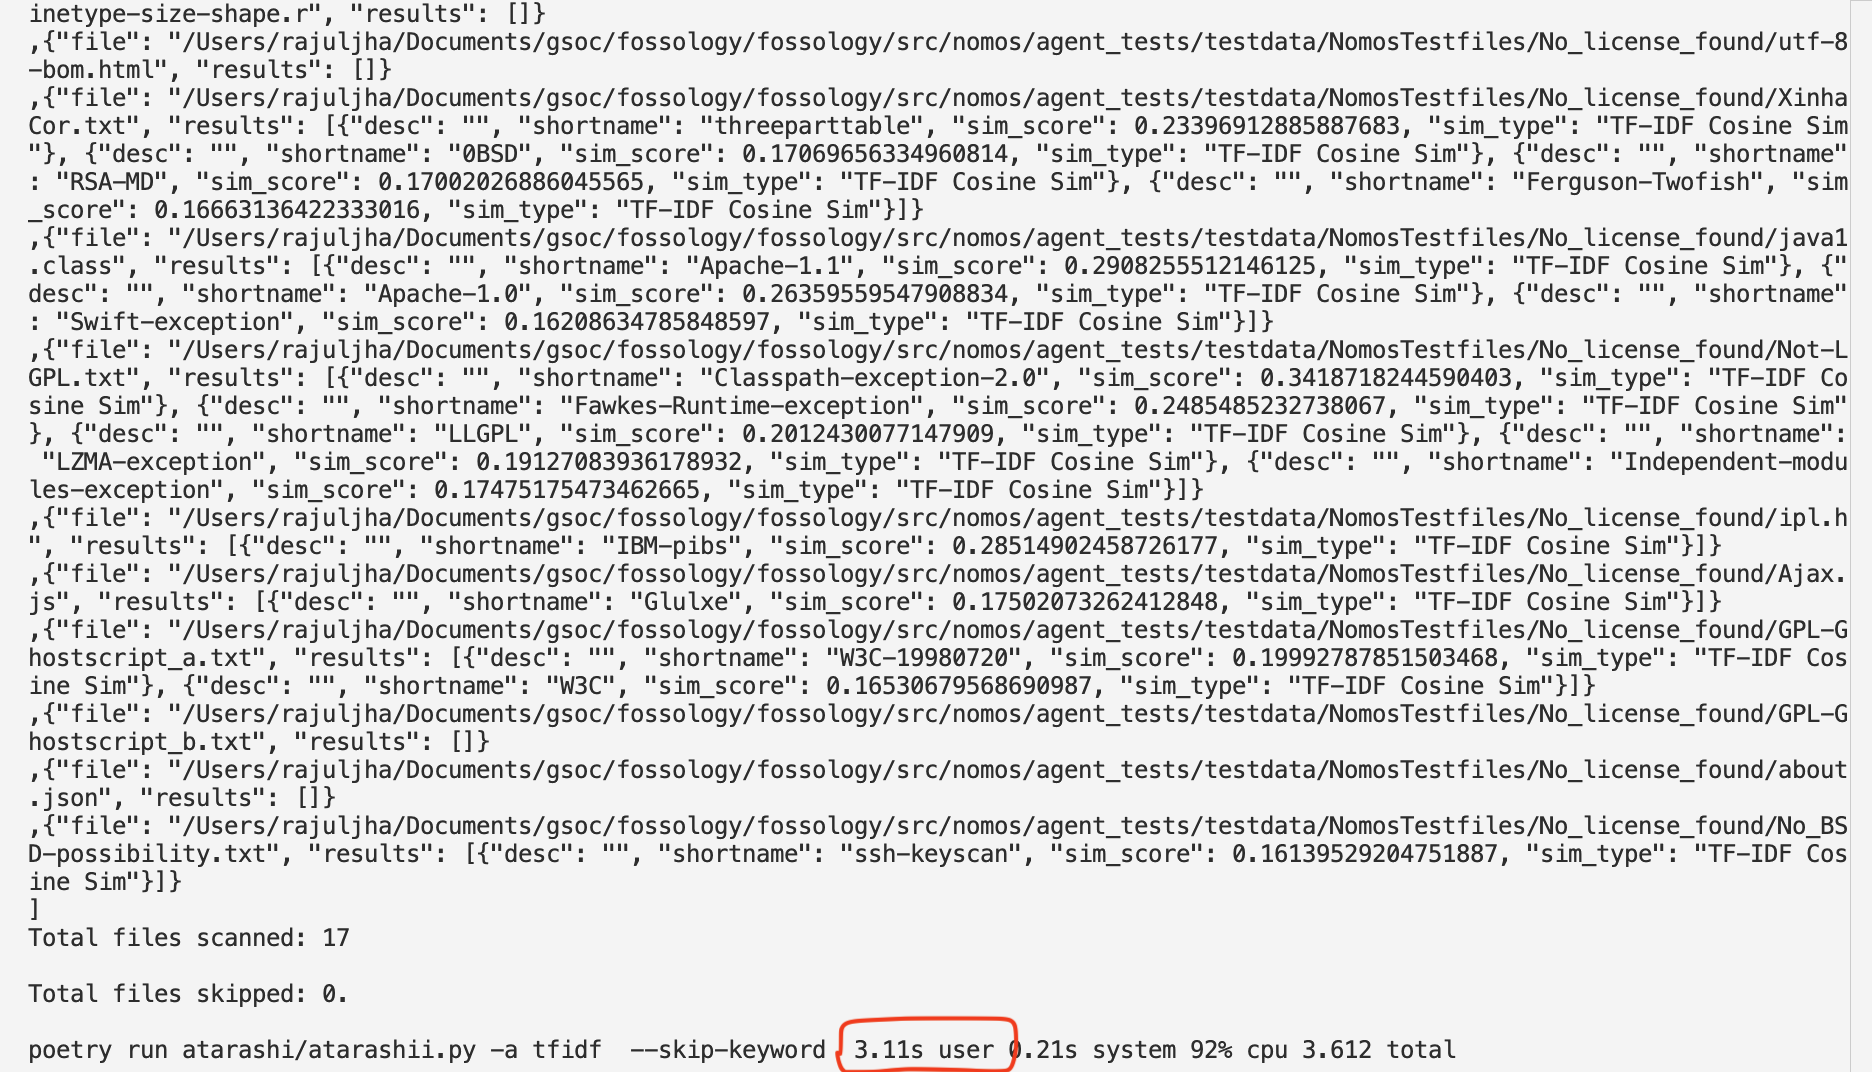 inetype-size-shape.r", "results": []}
,{"file": "/Users/rajuljha/Documents/gsoc/fossology/fossology/src/nomos/agent_tests/testdata/NomosTestfiles/No_license_found/utf-8
-bom.html", "results": []}
,{"file": "/Users/rajuljha/Documents/gsoc/fossology/fossology/src/nomos/agent_tests/testdata/NomosTestfiles/No_license_found/Xinha
Cor.txt", "results": [{"desc": "", "shortname": "threeparttable", "sim_score": 0.23396912885887683, "sim_type": "TF-IDF Cosine Sim
"}, {"desc": "", "shortname": "0BSD", "sim_score": 0.17069656334960814, "sim_type": "TF-IDF Cosine Sim"}, {"desc": "", "shortname"
: "RSA-MD", "sim_score": 0.17002026886045565, "sim_type": "TF-IDF Cosine Sim"}, {"desc": "", "shortname": "Ferguson-Twofish", "sim
_score": 0.16663136422333016, "sim_type": "TF-IDF Cosine Sim"}]}
,{"file": "/Users/rajuljha/Documents/gsoc/fossology/fossology/src/nomos/agent_tests/testdata/NomosTestfiles/No_license_found/java1
.class", "results": [{"desc": "", "shortname": "Apache-1.1", "sim_score": 0.2908255512146125, "sim_type": "TF-IDF Cosine Sim"}, {"
desc": "", "shortname": "Apache-1.0", "sim_score": 0.26359559547908834, "sim_type": "TF-IDF Cosine Sim"}, {"desc": "", "shortname"
: "Swift-exception", "sim_score": 0.16208634785848597, "sim_type": "TF-IDF Cosine Sim"}]}
,{"file": "/Users/rajuljha/Documents/gsoc/fossology/fossology/src/nomos/agent_tests/testdata/NomosTestfiles/No_license_found/Not-L
GPL.txt", "results": [{"desc": "", "shortname": "Classpath-exception-2.0", "sim_score": 0.3418718244590403, "sim_type": "TF-IDF Co
sine Sim"}, {"desc": "", "shortname": "Fawkes-Runtime-exception", "sim_score": 0.2485485232738067, "sim_type": "TF-IDF Cosine Sim"
}, {"desc": "", "shortname": "LLGPL", "sim_score": 0.2012430077147909, "sim_type": "TF-IDF Cosine Sim"}, {"desc": "", "shortname":
 "LZMA-exception", "sim_score": 0.19127083936178932, "sim_type": "TF-IDF Cosine Sim"}, {"desc": "", "shortname": "Independent-modu
les-exception", "sim_score": 0.17475175473462665, "sim_type": "TF-IDF Cosine Sim"}]}
,{"file": "/Users/rajuljha/Documents/gsoc/fossology/fossology/src/nomos/agent_tests/testdata/NomosTestfiles/No_license_found/ipl.h
", "results": [{"desc": "", "shortname": "IBM-pibs", "sim_score": 0.28514902458726177, "sim_type": "TF-IDF Cosine Sim"}]}
,{"file": "/Users/rajuljha/Documents/gsoc/fossology/fossology/src/nomos/agent_tests/testdata/NomosTestfiles/No_license_found/Ajax.
js", "results": [{"desc": "", "shortname": "Glulxe", "sim_score": 0.17502073262412848, "sim_type": "TF-IDF Cosine Sim"}]}
,{"file": "/Users/rajuljha/Documents/gsoc/fossology/fossology/src/nomos/agent_tests/testdata/NomosTestfiles/No_license_found/GPL-G
hostscript_a.txt", "results": [{"desc": "", "shortname": "W3C-19980720", "sim_score": 0.19992787851503468, "sim_type": "TF-IDF Cos
ine Sim"}, {"desc": "", "shortname": "W3C", "sim_score": 0.16530679568690987, "sim_type": "TF-IDF Cosine Sim"}]}
,{"file": "/Users/rajuljha/Documents/gsoc/fossology/fossology/src/nomos/agent_tests/testdata/NomosTestfiles/No_license_found/GPL-G
hostscript_b.txt", "results": []}
,{"file": "/Users/rajuljha/Documents/gsoc/fossology/fossology/src/nomos/agent_tests/testdata/NomosTestfiles/No_license_found/about
.json", "results": []}
,{"file": "/Users/rajuljha/Documents/gsoc/fossology/fossology/src/nomos/agent_tests/testdata/NomosTestfiles/No_license_found/No_BS
D-possibility.txt", "results": [{"desc": "", "shortname": "ssh-keyscan", "sim_score": 0.16139529204751887, "sim_type": "TF-IDF Cos
ine Sim"}]}
]
Total files scanned: 17
Total files skipped: 0.
poetry run atarashi/atarashii.py -a tfidf  --skip-keyword  3.11s user 0.21s system 92% cpu 3.612 total